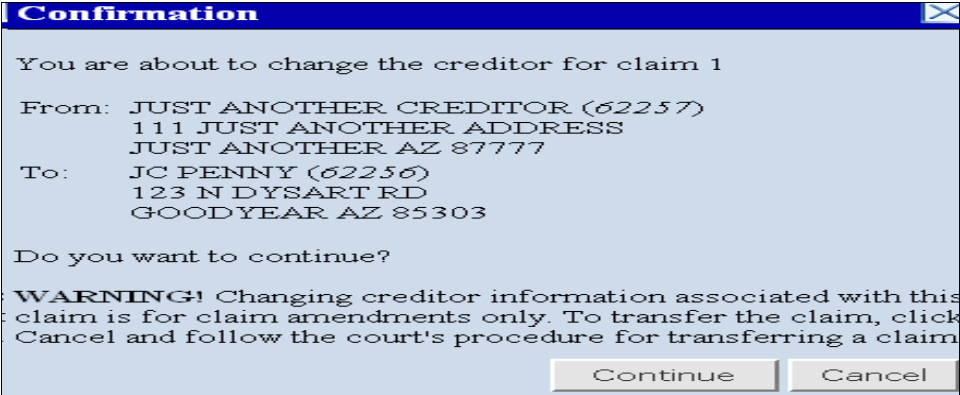 Confirmation
You are about to change the creditor for claim 1
From: JUST ANOTHER CREDITOR (62257)
111 JUST ANOTHER ADDRESS
JUST ANOTHER AZ 87777
To: JC PENNY (62256)
123 N DYSART RD
GOODYEAR AZ 85303
Do you want to continue?
WARNING! Changing creditor information associated with this
claim is for claim amendments only. To transfer the claim, click
Cancel and follow the court's procedure for transferring a claim
Continue Cancel